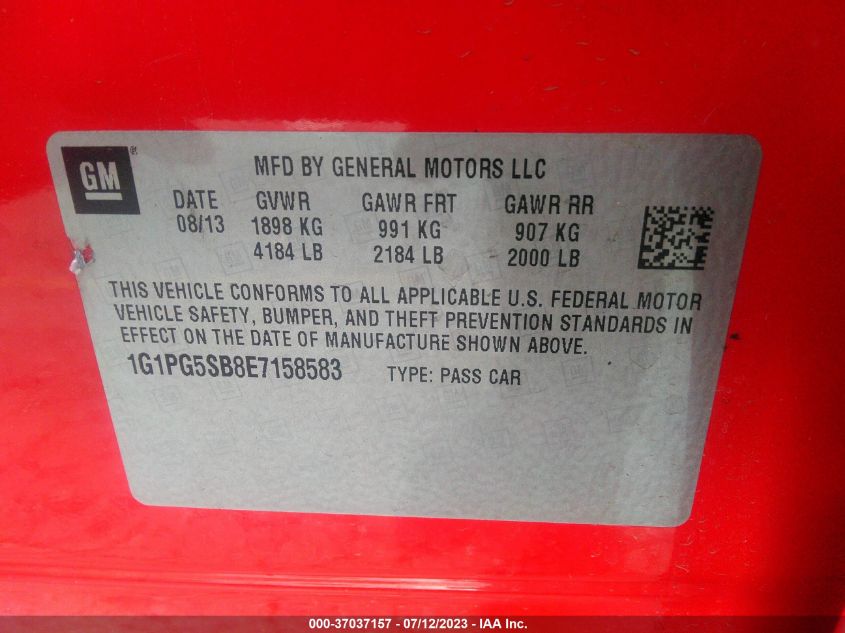 GM®
MFD BY GENERAL MOTORS LLC
DATE GVWR GAWR FRT GAWR RR
08/13 1898 KG 991 KG 907 KG
4184 LB 2184 LB 2000 LB
THIS VEHICLE CONFORMS TO ALL APPLICABLE U.S. FEDERAL MOTOR
VEHICLE SAFETY, BUMPER, AND THEFT PREVENTION STANDARDS IN
EFFECT ON THE DATE OF MANUFACTURE SHOWN ABOVE.
1G1PG5SB8E7158583 TYPE: PASS CAR
000-37037157 - 07/12/2023 - IAA Inc.